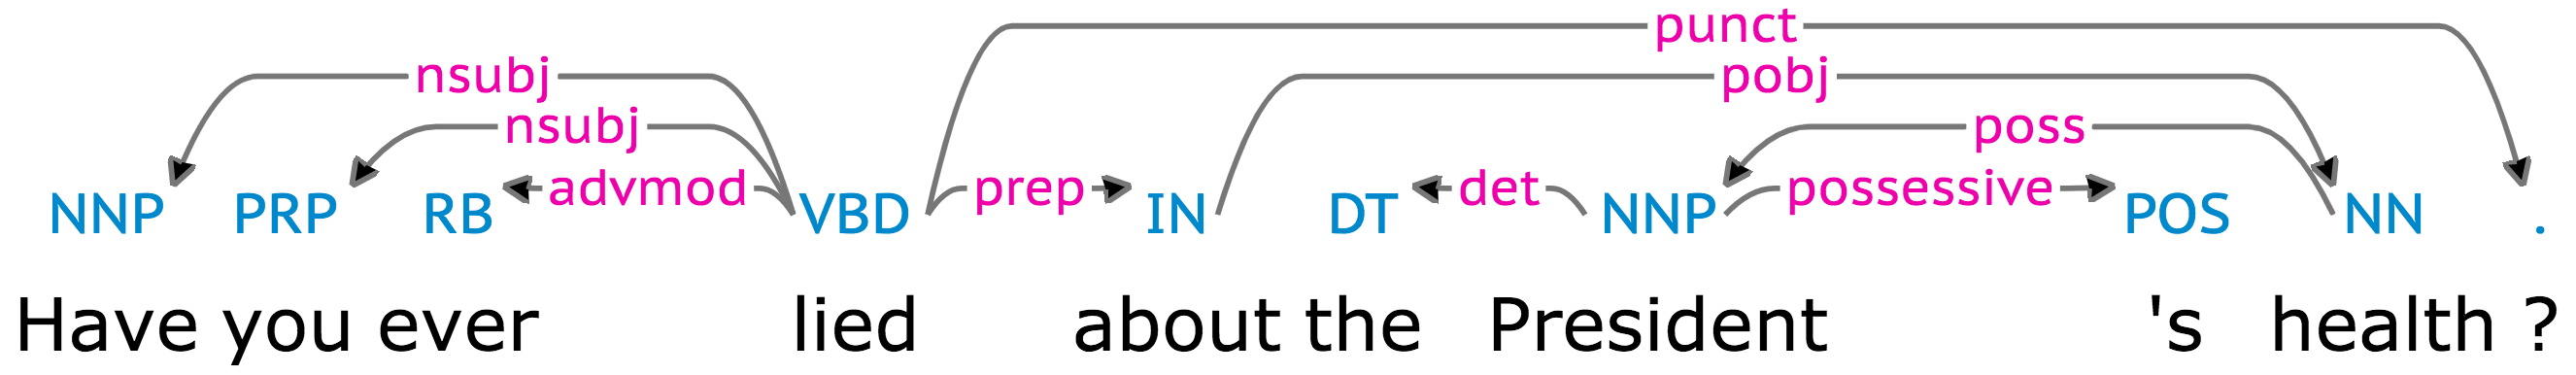 punct
nsubj pobj
nsubj poss
advmod prep det possessive
NNP PRP RB VBD IN DT NNP POS NN .
Have you ever lied about the President 's health ?